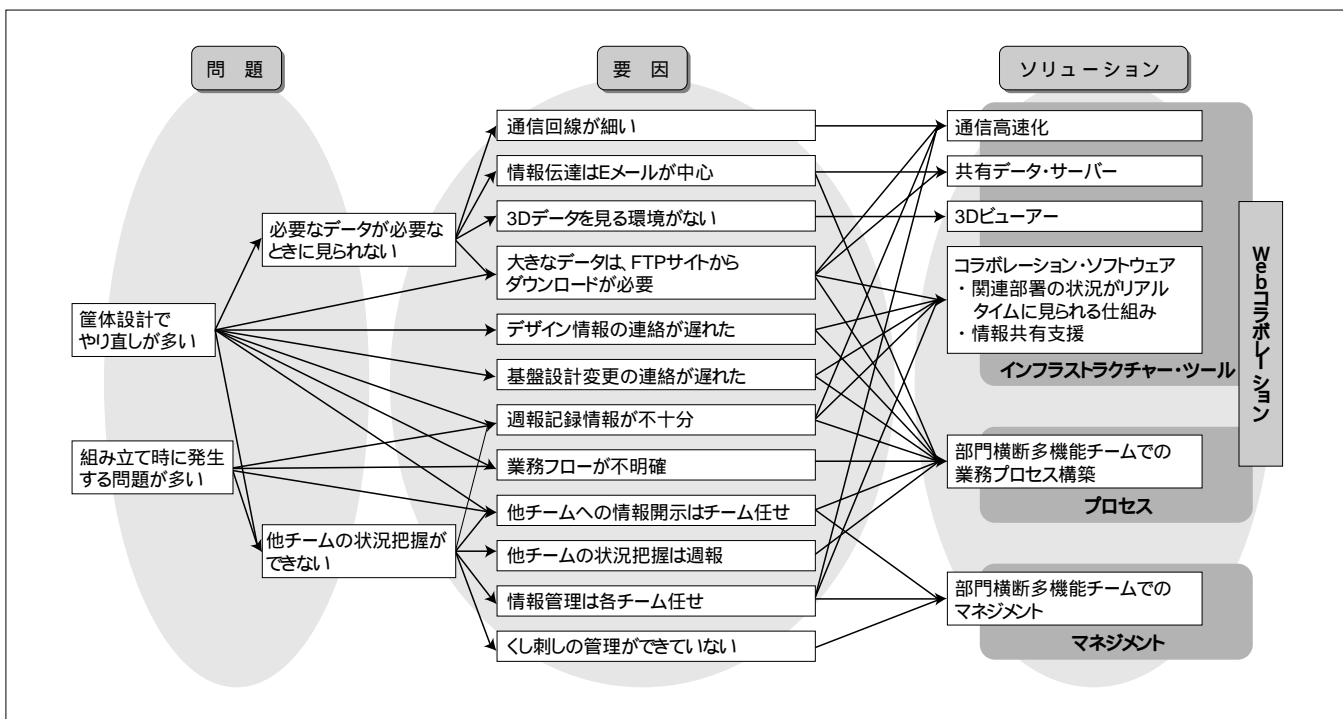 問 題
要 因
ソリューション
必要なデータが必要な
ときに見られない
筐体設計で
やり直しが多い
組み立て時に発生
する問題が多い
他チームの状況把握が
できない
通信回線が細い
情報伝達はEメールが中心
3Dデータを見る環境がない
大きなデータは、FTPサイトから
ダウンロードが必要
デザイン情報の連絡が遅れた
基盤設計変更の連絡が遅れた
週報記録情報が不十分
業務フローが不明確
他チームへの情報開示はチーム任せ
他チームの状況把握は週報
情報管理は各チーム任せ
くし刺しの管理ができていない
通信高速化
共有データ・サーバー
3Dビューアー
コラボレーション・ソフトウェア
・関連部署の状況がリアル
タイムに見られる仕組み
・情報共有支援
インフラストラクチャー・ツール
部門横断多機能チームでの
業務プロセス構築
プロセス
部門横断多機能チームでの
マネジメント
マネジメント
Webコラボレーション